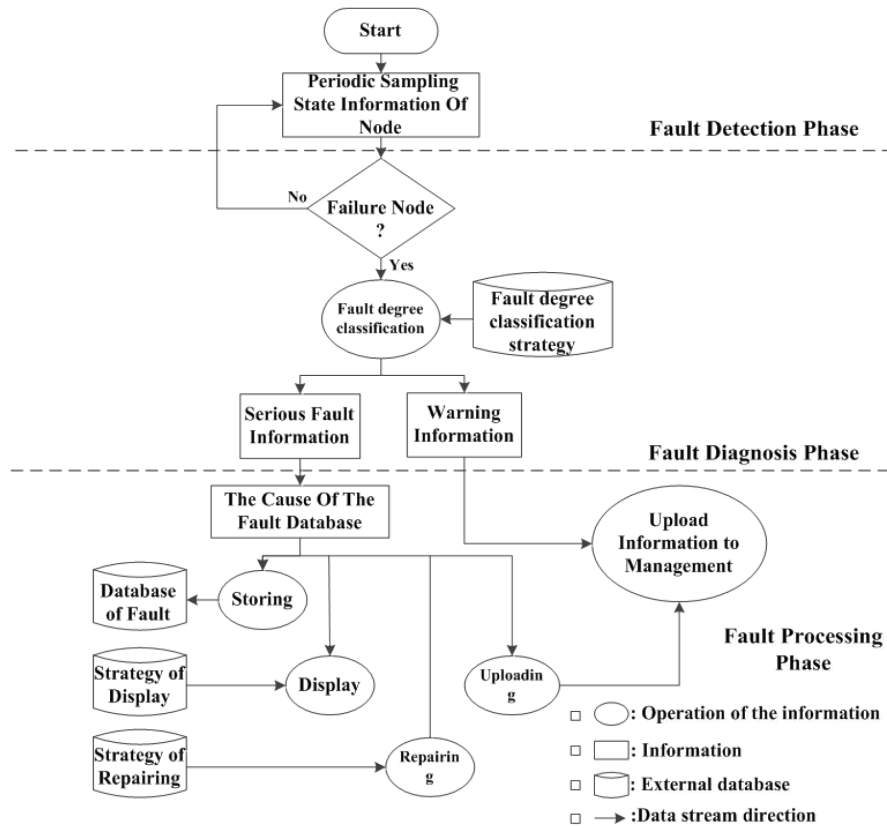 Start
Periodic Sampling
State Information Of
Node
Fault Detection Phase
No
Failure Node
?
Yes
Fault degree
classification
Fault degree
classification
strategy
Serious Fault
Information
Warning
Information
Fault Diagnosis Phase
The Cause Of The
Fault Database
Upload
Information to
Management
Database
of Fault
Storing
Fault Processing
Phase
Strategy of
Display
Display
Uploadin
g
: Operation of the information
Strategy of
Repairing
Repairin
g
: Information
: External database
:Data stream direction